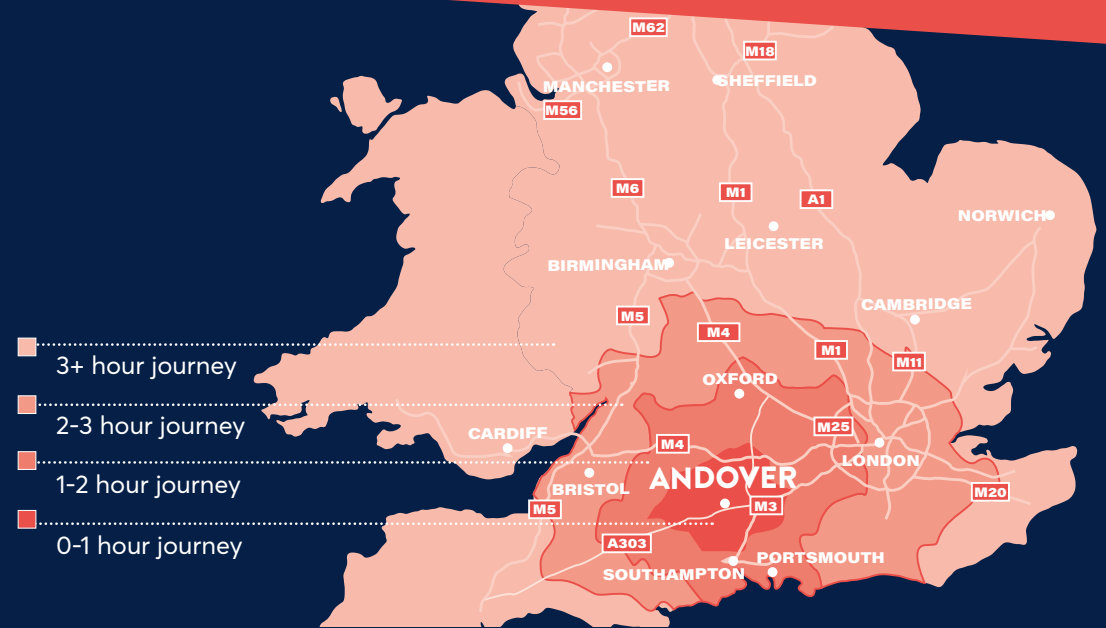 M62
M18
MANCHESTER
SHEFFIELD
M56
M6
M1
A1
NORWICH
LEICESTER
BIRMINGHAM
CAMBRIDGE
M5
M4
M1
M11
3+ hour journey
OXFORD
2-3 hour journey
M25
CARDIFF
M4
LONDON
1-2 hour journey
ANDOVER
BRISTOL
M20
M5
M3
0-1 hour journey
A303
PORTSMOUTH
SOUTHAMPTON